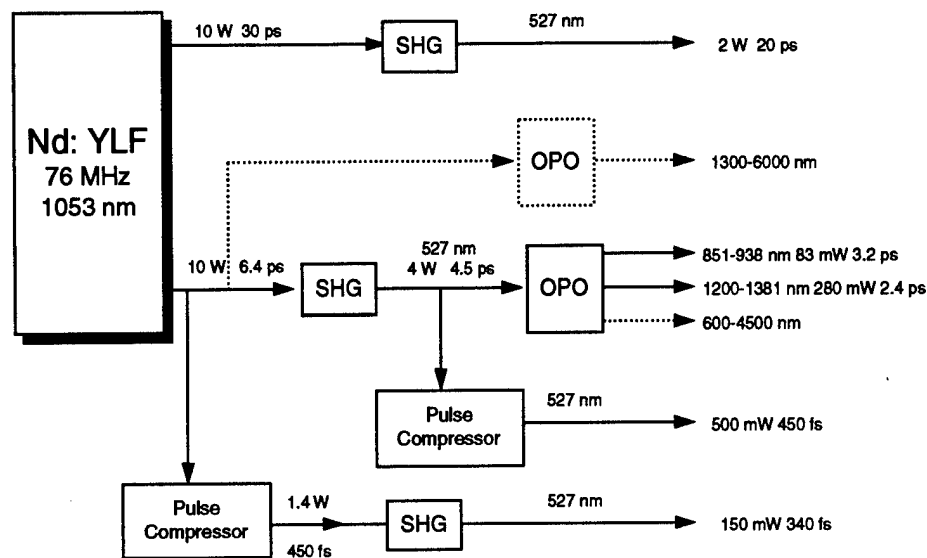 10 W 30 ps
SHG
527 nm
2 W 20 ps
Nd: YLF
76 MHz
1053 nm
OPO
1300-6000 nm
10 W 6.4 ps
SHG
527 nm
4 W 4.5 ps
OPO
851-938 nm 83 mW 3.2 ps
1200-1381 nm 280 mW 2.4 ps
600-4500 nm
Pulse
Compressor
527 nm
500 mW 450 fs
Pulse
Compressor
1.4 W
450 fs
SHG
527 nm
150 mW 340 fs